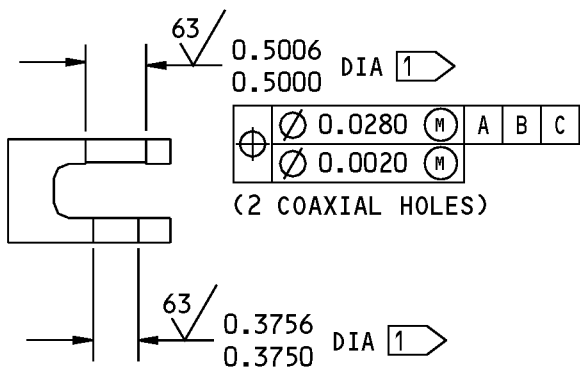 63
0.5006
0.5000
DIA 1
⌖ ⌀ 0.0280 Ⓜ A B C
⌀ 0.0020 Ⓜ
(2 COAXIAL HOLES)
63
0.3756
0.3750
DIA 1